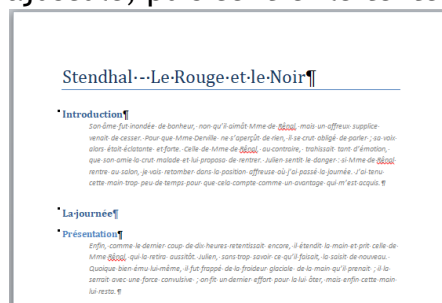 Stendhal·-·Le·Rouge·et·le·Noir¶
Introduction¶
Son·âme·fut·inondée·de·bonheur,·non·qu'il·aimât·Mme·de·Rênal,·mais·un·affreux·supplice·
venait·de·cesser.·Pour·que·Mme·Derville·ne·s'aperçût·de·rien,·il·se·crut·obligé·de·parler·;·sa·voix·
alors·était·éclatante·et·forte.·Celle·de·Mme·de·Rênal,·au·contraire,·trahissait·tant·d'émotion,·
que·son·amie·la·crut·malade·et·lui·proposa·de·rentrer.·Julien·sentit·le·danger·:·si·Mme·de·Rênal·
rentre·au·salon,·je·vais·retomber·dans·la·position·affreuse·où·j'ai·passé·la·journée.·J'ai·tenu·
cette·main·trop·peu·de·temps·pour·que·cela·compte·comme·un·avantage·qui·m'est·acquis.¶
La·journée¶
Présentation¶
Enfin,·comme·le·dernier·coup·de·dix·heures·retentissait·encore,·il·étendit·la·main·et·prit·celle·de·
Mme·Rênal,·qui·la·retira·aussitôt.·Julien,·sans·trop·savoir·ce·qu'il·faisait,·la·saisit·de·nouveau.·
Quoique·bien·ému·lui-même,·il·fut·frappé·de·la·froideur·glaciale·de·la·main·qu'il·prenait·;·il·la·
serrait·avec·une·force·convulsive·;·on·fit·un·dernier·effort·pour·la·lui·ôter,·mais·enfin·cette·main·
lui·resta.·¶